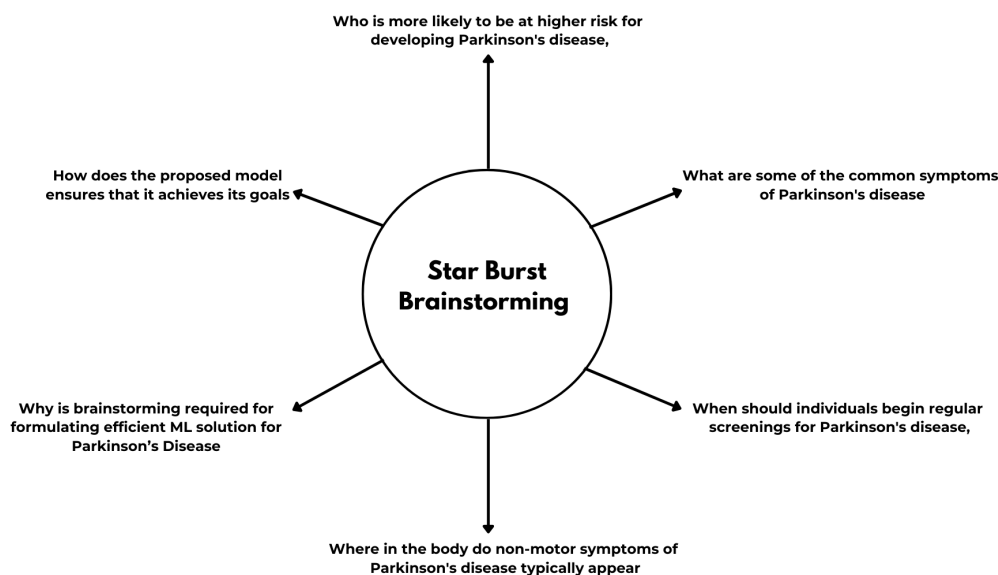 Who is more likely to be at higher risk for
developing Parkinson's disease,
How does the proposed model
ensures that it achieves its goals
What are some of the common symptoms
of Parkinson's disease
Star Burst
Brainstorming
Why is brainstorming required for
formulating efficient ML solution for
Parkinson’s Disease
When should individuals begin regular
screenings for Parkinson's disease,
Where in the body do non-motor symptoms of
Parkinson's disease typically appear